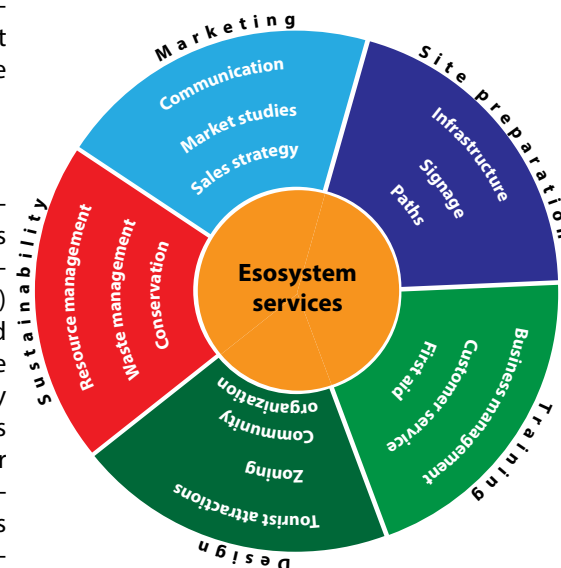 Marketing
Communication
Market studies
Sales strategy
Site preparation
Infrastructure
Signage
Paths
Training
Business management
Customer service
First aid
Design
Tourist attractions
Zoning
Community
organization
Sustainability
Resource management
Waste management
Conservation
Esosystem
services